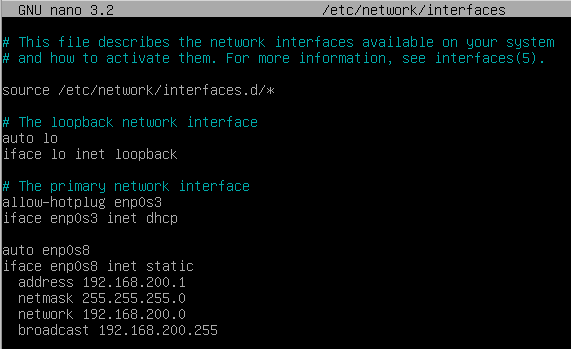 GNU nano 3.2 /etc/network/interfaces
# This file describes the network interfaces available on your system
# and how to activate them. For more information, see interfaces(5).
source /etc/network/interfaces.d/*
# The loopback network interface
auto lo
iface lo inet loopback
# The primary network interface
allow-hotplug enp0s3
iface enp0s3 inet dhcp
auto enp0s8
iface enp0s8 inet static
  address 192.168.200.1
  netmask 255.255.255.0
  network 192.168.200.0
  broadcast 192.168.200.255